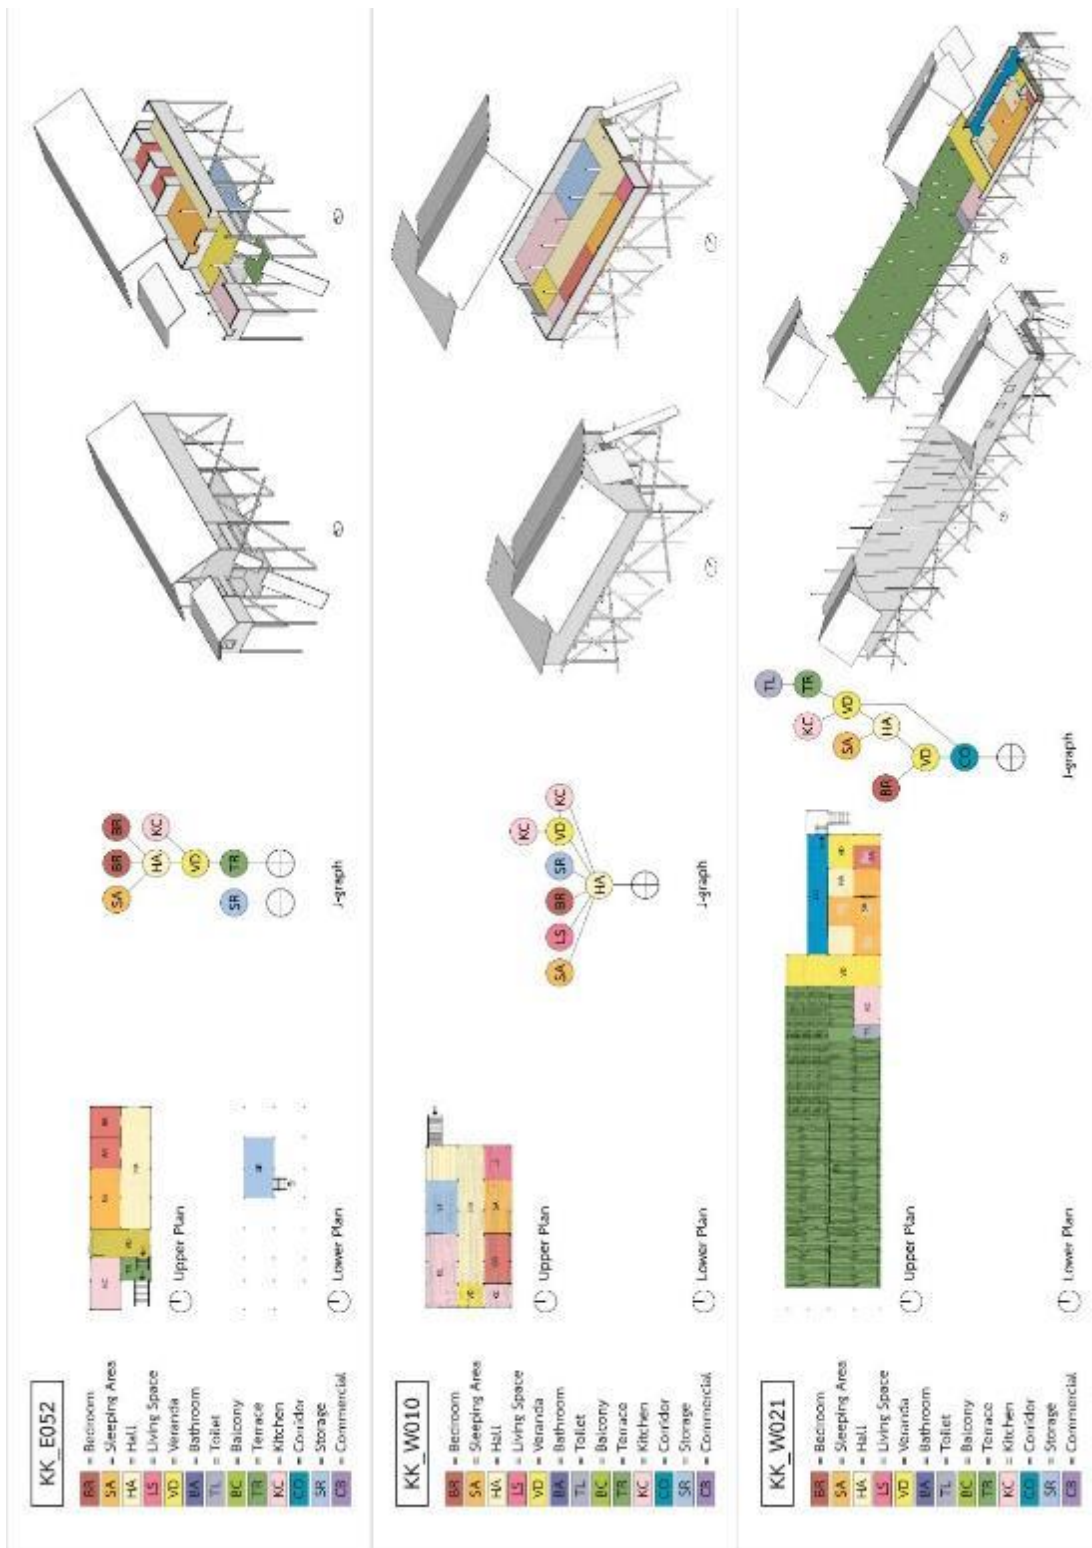 KK_E052
BR = Bedroom
SA = Sleeping Area
HA = Hall
LS = Living Space
VD = Veranda
BA = Bathroom
TL = Toilet
BC = Balcony
TR = Terrace
KC = Kitchen
CO = Corridor
SR = Storage
CB = Commercial
Upper Plan
Lower Plan
SA BR BR
HA KC
VD
SR TR
J-graph
KK_W010
BR = Bedroom
SA = Sleeping Area
HA = Hall
LS = Living Space
VD = Veranda
BA = Bathroom
TL = Toilet
BC = Balcony
TR = Terrace
KC = Kitchen
CO = Corridor
SR = Storage
CB = Commercial
Upper Plan
Lower Plan
KC
SA LS BR SR VD KC
HA
J-graph
KK_W021
BR = Bedroom
SA = Sleeping Area
HA = Hall
LS = Living Space
VD = Veranda
BA = Bathroom
TL = Toilet
BC = Balcony
TR = Terrace
KC = Kitchen
CO = Corridor
SR = Storage
CB = Commercial
Upper Plan
Lower Plan
TL
KC TR
SA VD
BR HA
VD
CO
J-graph